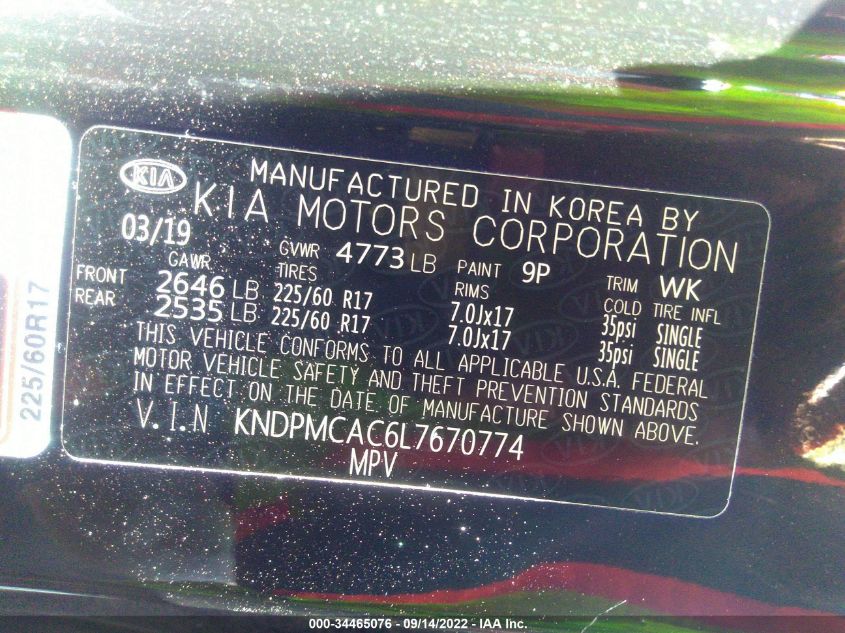 KIA MANUFACTURED IN KOREA BY
KIA MOTORS CORPORATION
03/19
GAWR GVWR 4773 LB PAINT 9P TRIM WK
TIRES RIMS COLD TIRE INFL
FRONT 2646 LB 225/60 R17 7.0Jx17 35psi SINGLE
REAR 2535 LB 225/60 R17 7.0Jx17 35psi SINGLE
THIS VEHICLE CONFORMS TO ALL APPLICABLE U.S.A. FEDERAL
MOTOR VEHICLE SAFETY AND THEFT PREVENTION STANDARDS
IN EFFECT ON THE DATE OF MANUFACTURE SHOWN ABOVE.
V.I.N KNDPMCAC6L7670774
MPV
225/60R17
000-34465076 - 09/14/2022 - IAA Inc.